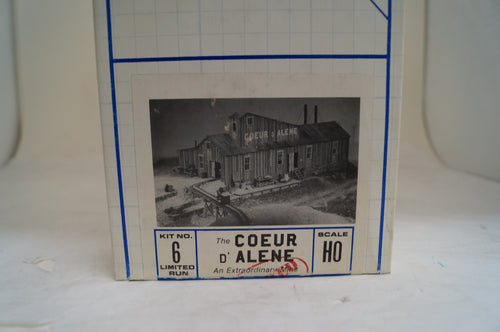 COEUR d'ALENE
KIT NO.
6
LIMITED
RUN
The COEUR
D' ALENE
An Extraordinary Mine
SCALE
HO